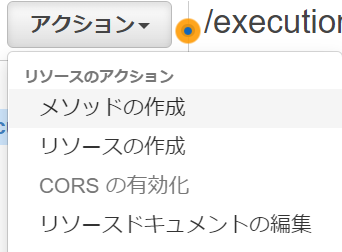 アクション
/execution
リソースのアクション
メソッドの作成
リソースの作成
CORS の有効化
リソースドキュメントの編集